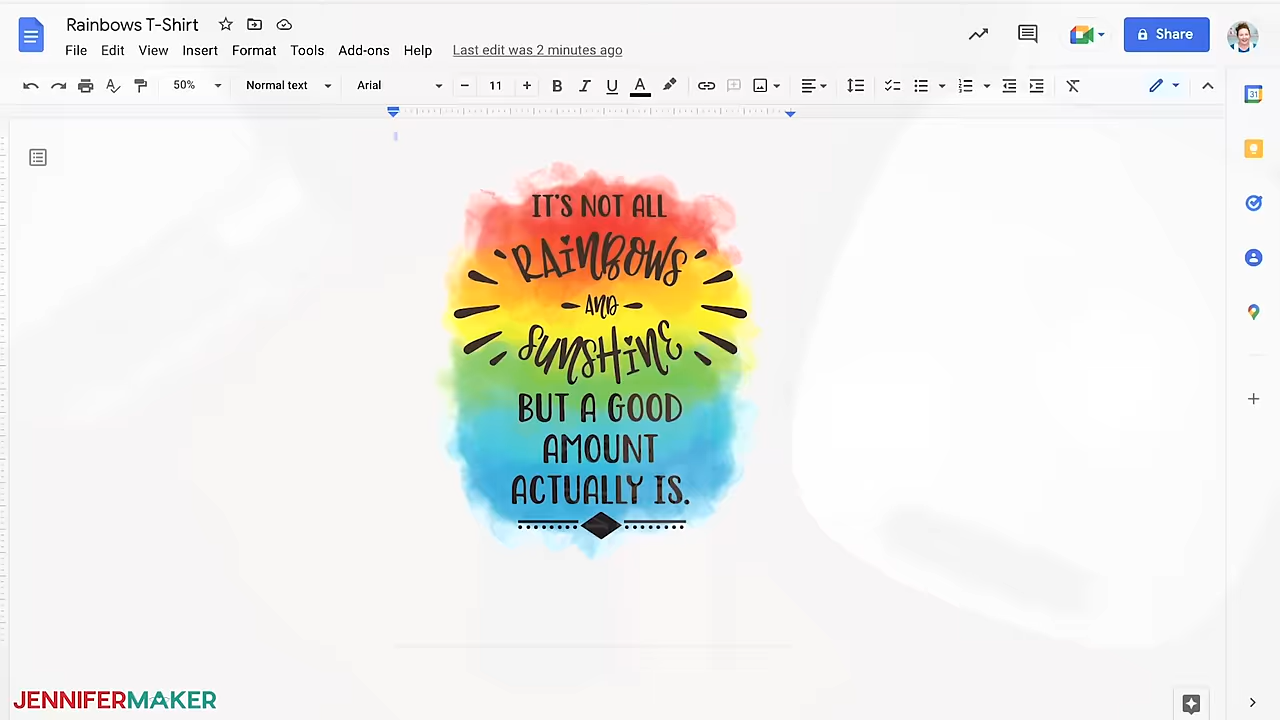 Rainbows T-Shirt
File Edit View Insert Format Tools Add-ons Help Last edit was 2 minutes ago
Share
50% Normal text Arial 11 B I U A
31
IT'S NOT ALL
RAiNBOWS
AND
SUNSHiNE
BUT A GOOD
AMOUNT
ACTUALLY IS.
JENNIFERMAKER